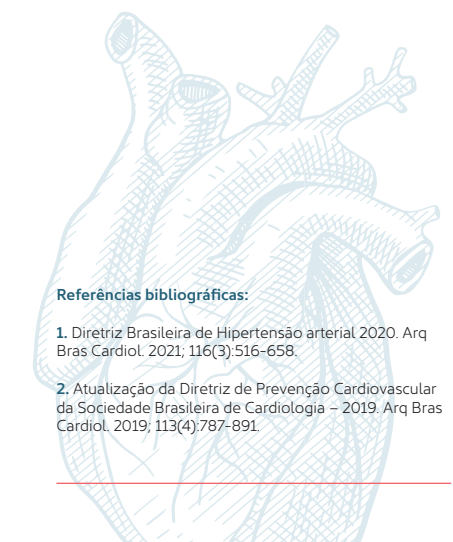 Referências bibliográficas:
1. Diretriz Brasileira de Hipertensão arterial 2020. Arq
Bras Cardiol. 2021; 116(3):516-658.
2. Atualização da Diretriz de Prevenção Cardiovascular
da Sociedade Brasileira de Cardiologia – 2019. Arq Bras
Cardiol. 2019; 113(4):787-891.